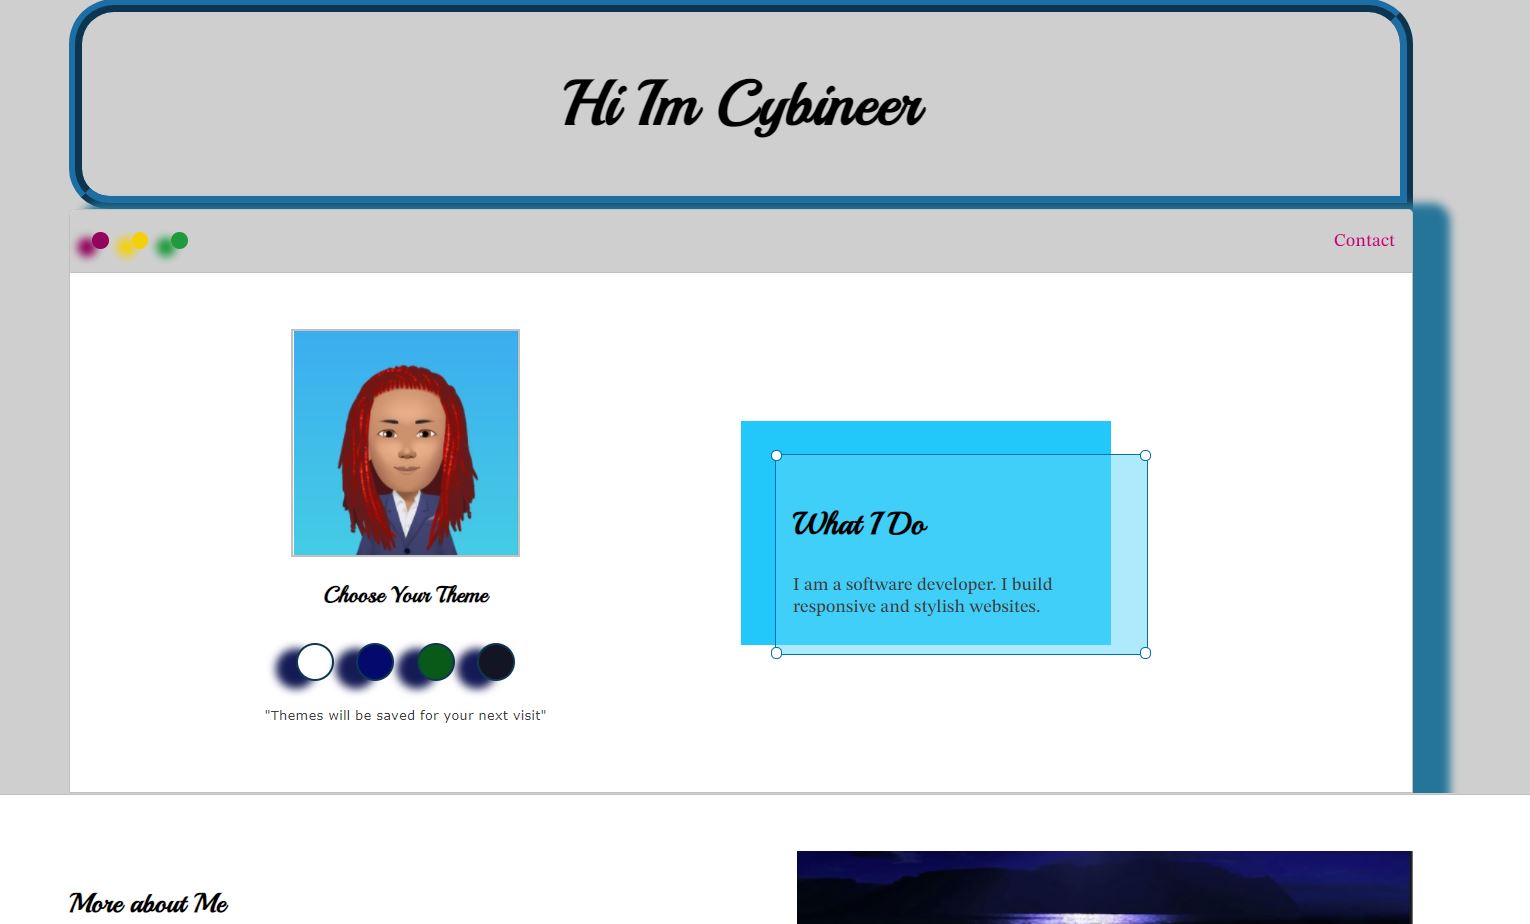 Hi Im Cybineer
Contact
Choose Your Theme
"Themes will be saved for your next visit"
What I Do
I am a software developer. I build
responsive and stylish websites.
More about Me